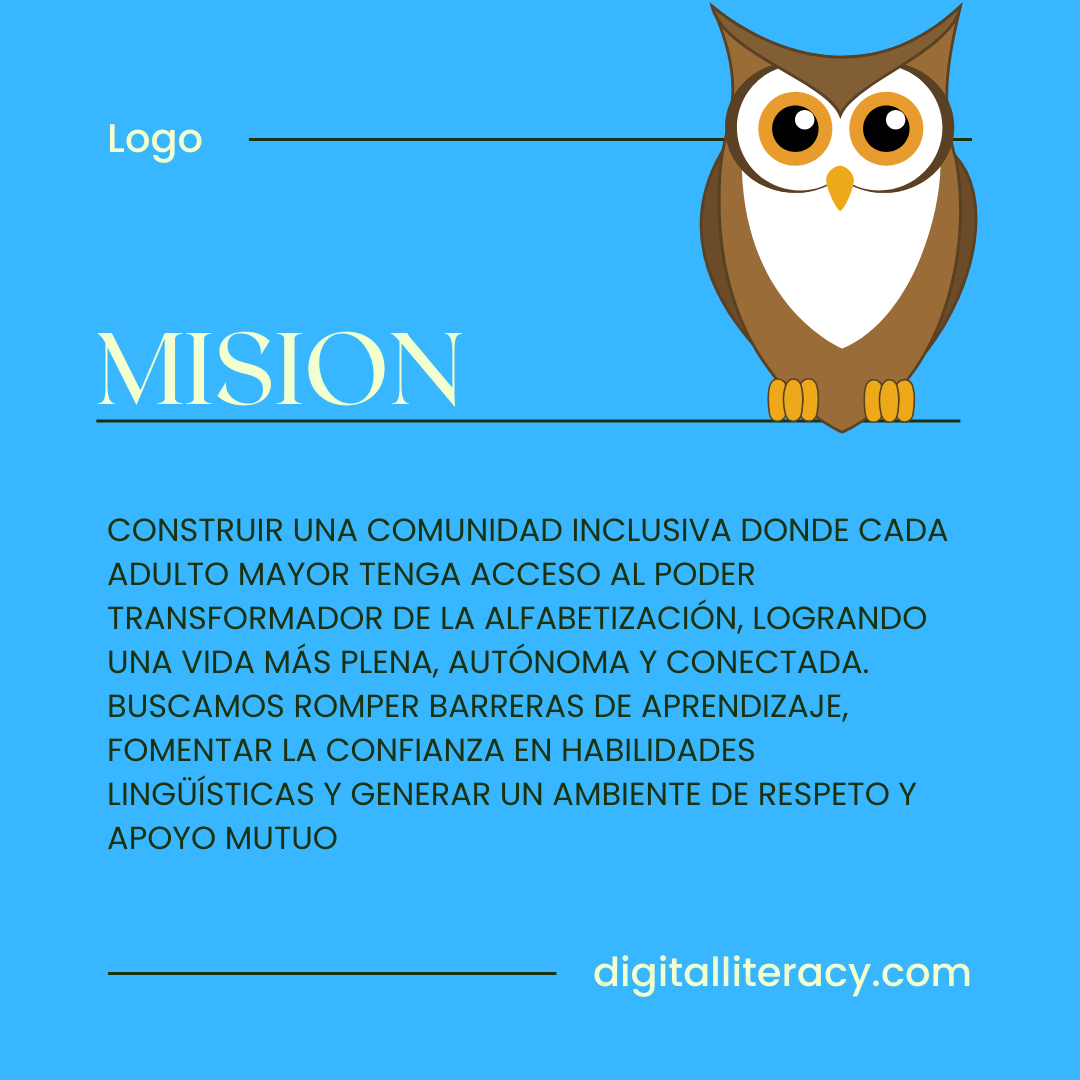 Logo
MISION
CONSTRUIR UNA COMUNIDAD INCLUSIVA DONDE CADA
ADULTO MAYOR TENGA ACCESO AL PODER
TRANSFORMADOR DE LA ALFABETIZACIÓN, LOGRANDO
UNA VIDA MÁS PLENA, AUTÓNOMA Y CONECTADA.
BUSCAMOS ROMPER BARRERAS DE APRENDIZAJE,
FOMENTAR LA CONFIANZA EN HABILIDADES
LINGÜÍSTICAS Y GENERAR UN AMBIENTE DE RESPETO Y
APOYO MUTUO
digitalliteracy.com